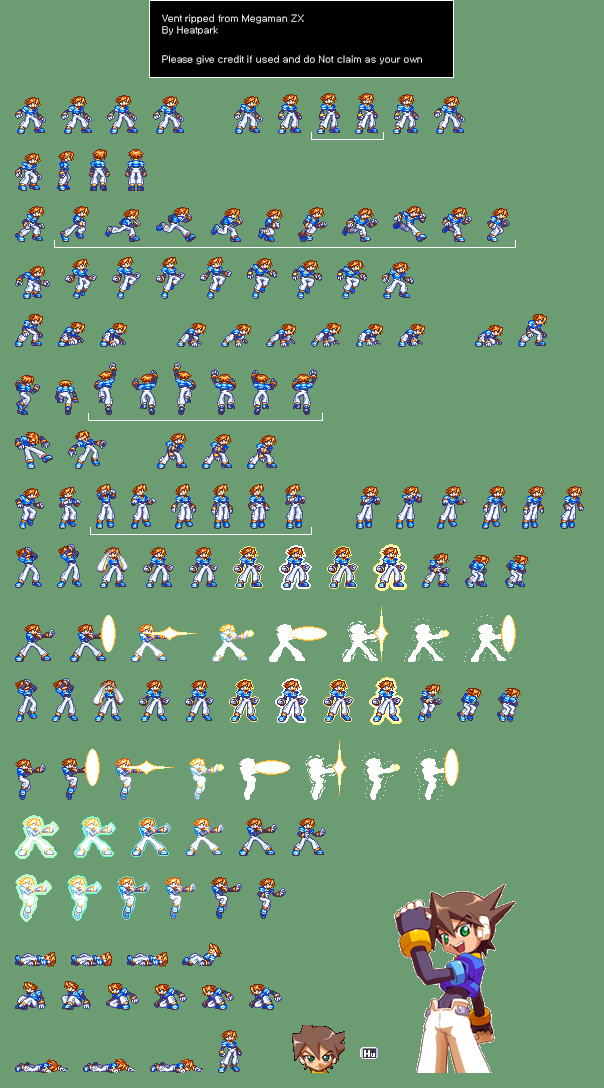 Vent ripped from Megaman ZX
By Heatpark
Please give credit if used and do Not claim as your own
Hu